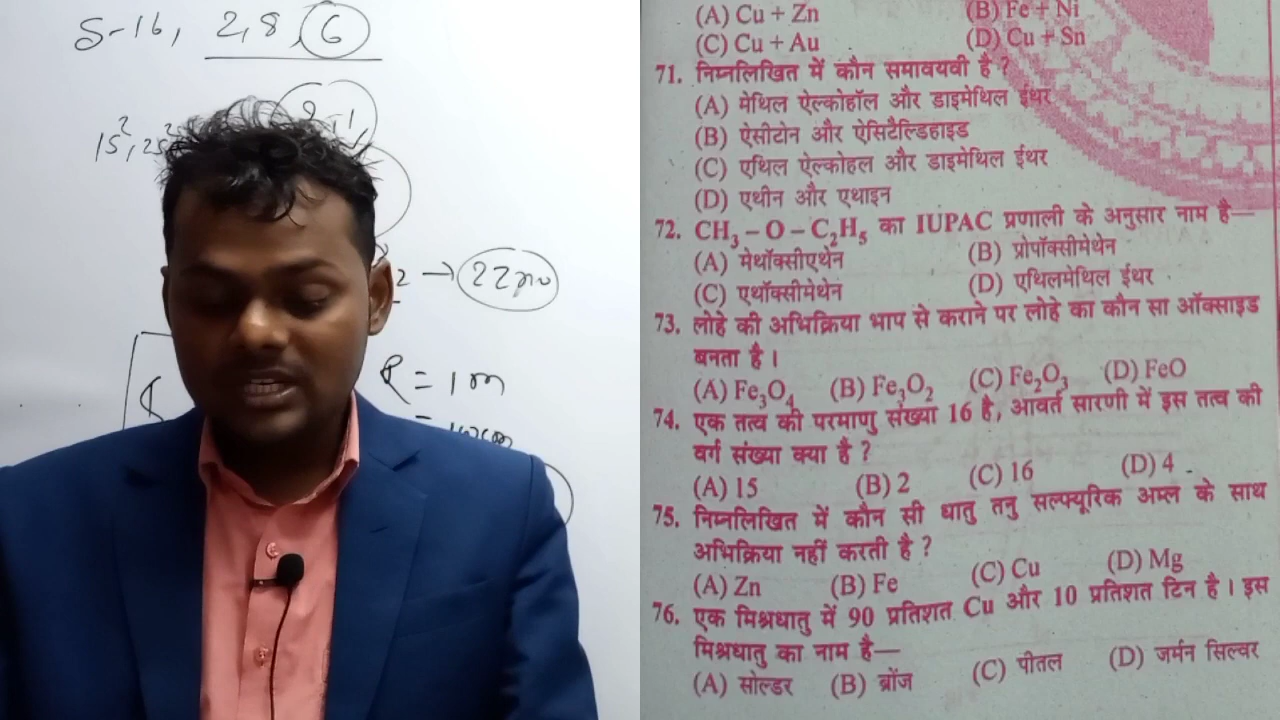 S-16, 2,8,6
15²,25²
2-1
2 → 22/70
R = 1 m
=
(A) Cu + Zn (B) Fe + Ni
(C) Cu + Au (D) Cu + Sn
71. निम्नलिखित में कौन समावयवी है ?
(A) मेथिल ऐल्कोहॉल और डाइमेथिल ईथर
(B) ऐसीटोन और ऐसिटैल्डिहाइड
(C) एथिल ऐल्कोहल और डाइमेथिल ईथर
(D) एथीन और एथाइन
72. CH₃ – O – C₂H₅ का IUPAC प्रणाली के अनुसार नाम है—
(A) मेथॉक्सीएथेन (B) प्रोपॉक्सीमेथेन
(C) एथॉक्सीमेथेन (D) एथिलमेथिल ईथर
73. लोहे की अभिक्रिया भाप से कराने पर लोहे का कौन सा ऑक्साइड
बनता है ।
(A) Fe₃O₄ (B) Fe₃O₂ (C) Fe₂O₃ (D) FeO
74. एक तत्व की परमाणु संख्या 16 है, आवर्त सारणी में इस तत्व की
वर्ग संख्या क्या है ?
(A) 15 (B) 2 (C) 16 (D) 4
75. निम्नलिखित में कौन सी धातु तनु सल्फ्यूरिक अम्ल के साथ
अभिक्रिया नहीं करती है ?
(A) Zn (B) Fe (C) Cu (D) Mg
76. एक मिश्रधातु में 90 प्रतिशत Cu और 10 प्रतिशत टिन है । इस
मिश्रधातु का नाम है—
(A) सोल्डर (B) ब्रोंज (C) पीतल (D) जर्मन सिल्वर